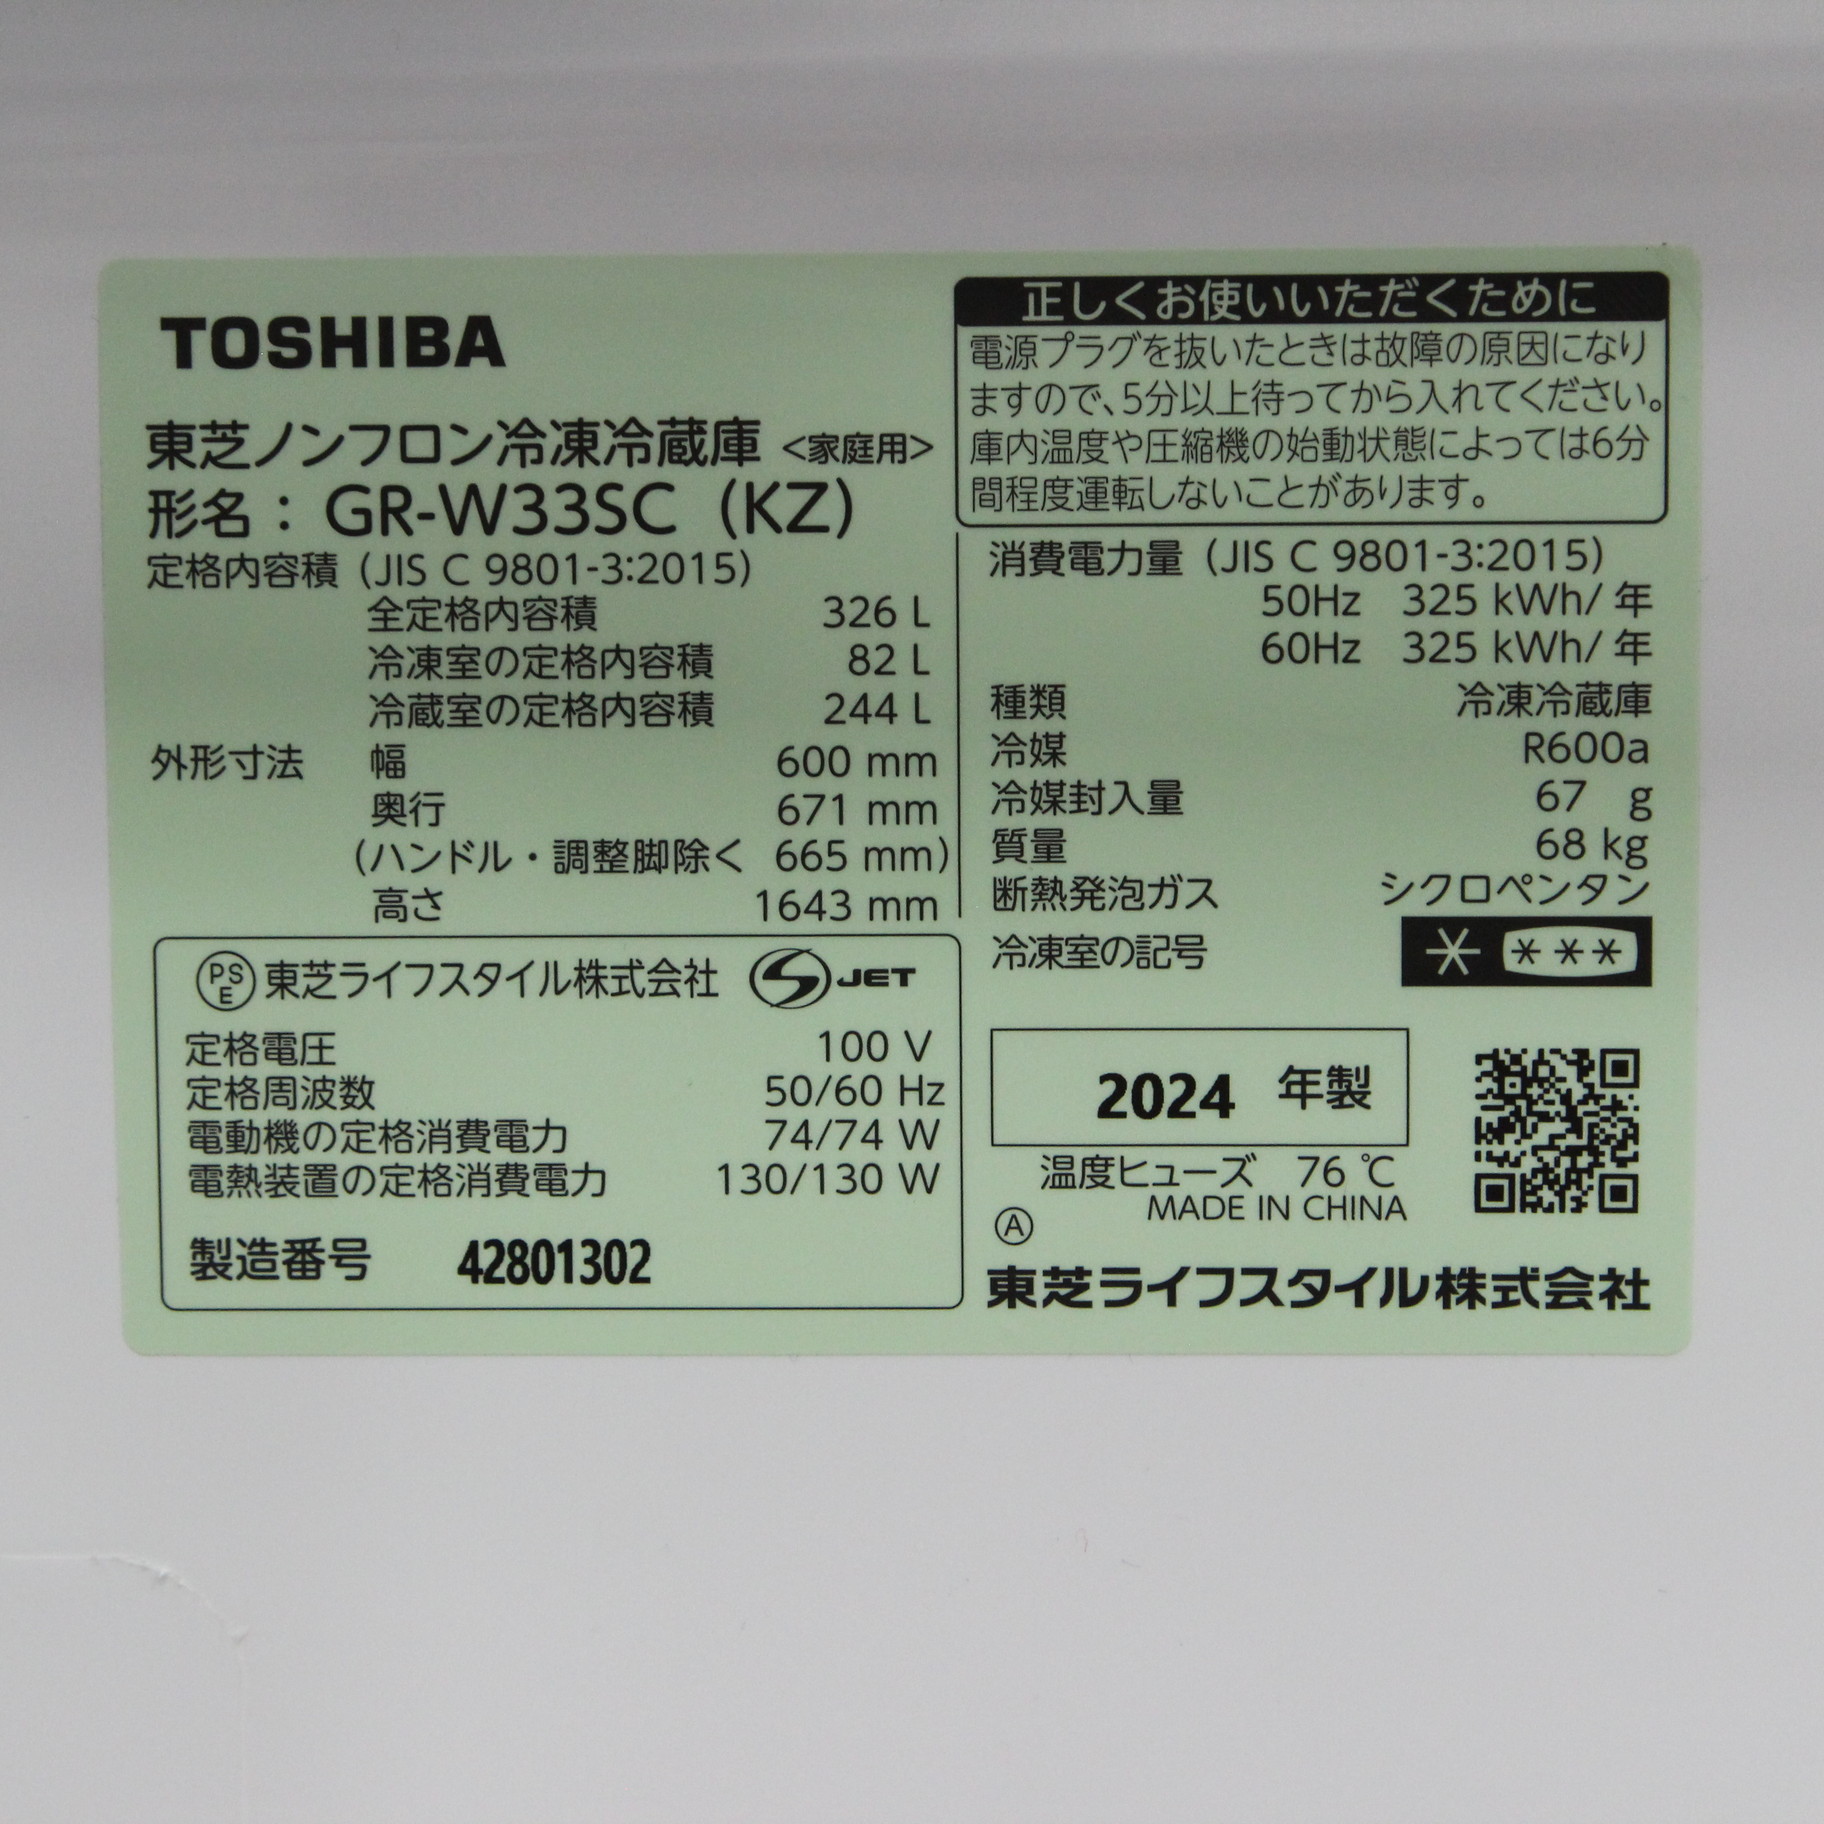 TOSHIBA
東芝ノンフロン冷凍冷蔵庫 <家庭用>
形名： GR-W33SC (KZ)
定格内容積 (JIS C 9801-3:2015)
全定格内容積 326 L
冷凍室の定格内容積 82 L
冷蔵室の定格内容積 244 L
外形寸法 幅 600 mm
奥行 671 mm
(ハンドル・調整脚除く 665 mm)
高さ 1643 mm
PSE 東芝ライフスタイル株式会社 S JET
定格電圧 100 V
定格周波数 50/60 Hz
電動機の定格消費電力 74/74 W
電熱装置の定格消費電力 130/130 W
製造番号 42801302
正しくお使いいただくために
電源プラグを抜いたときは故障の原因になり
ますので、5分以上待ってから入れてください。
庫内温度や圧縮機の始動状態によっては6分
間程度運転しないことがあります。
消費電力量 (JIS C 9801-3:2015)
50Hz 325 kWh/年
60Hz 325 kWh/年
種類 冷凍冷蔵庫
冷媒 R600a
冷媒封入量 67 g
質量 68 kg
断熱発泡ガス シクロペンタン
冷凍室の記号 * ***
2024 年製
温度ヒューズ 76 ℃
MADE IN CHINA
Ⓐ
東芝ライフスタイル株式会社